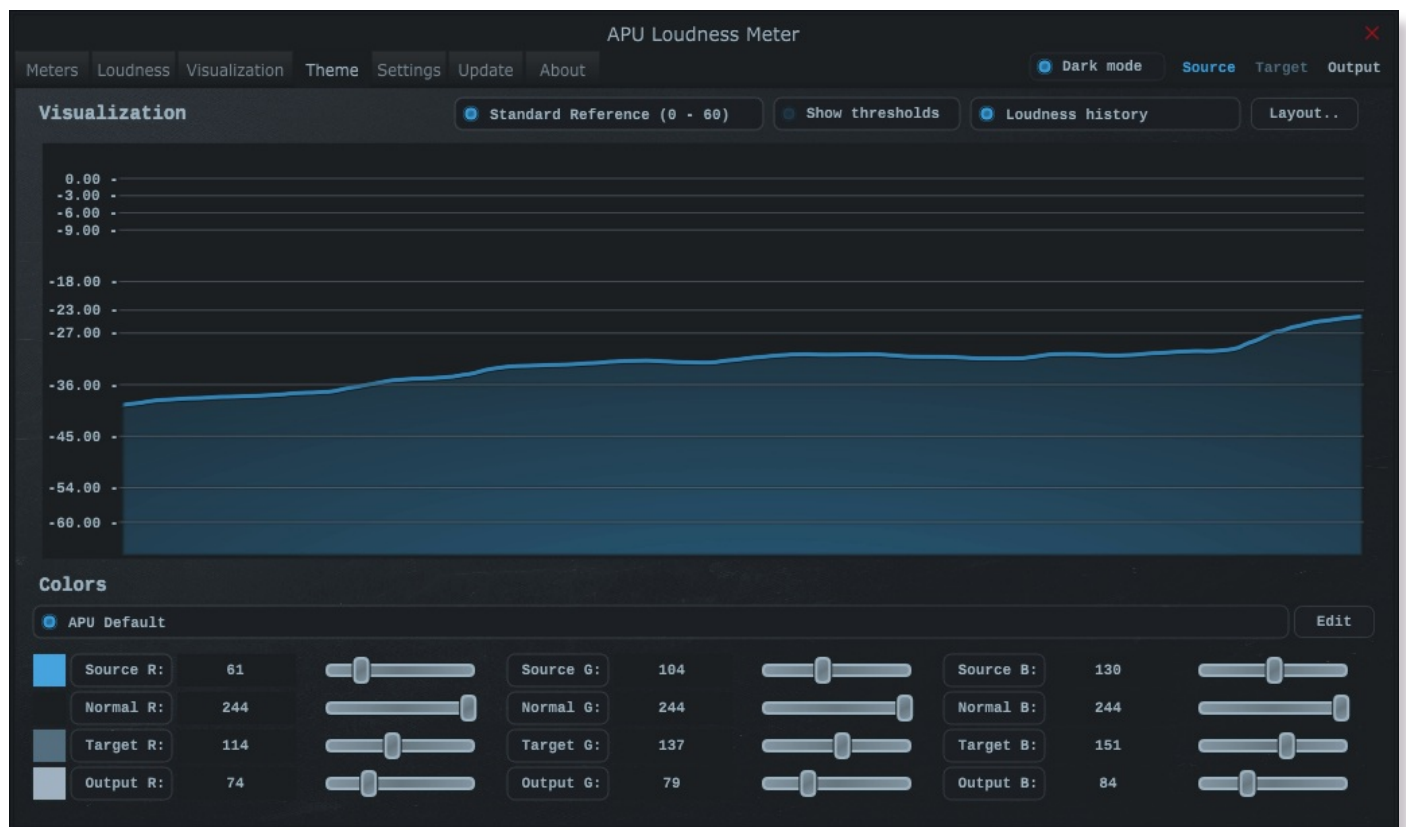 APU Loudness Meter
Meters Loudness Visualization Theme Settings Update About Dark mode Source Target Output
Visualization Standard Reference (0 - 60) Show thresholds Loudness history Layout..
0.00 -
-3.00 -
-6.00 -
-9.00 -
-18.00 -
-23.00 -
-27.00 -
-36.00 -
-45.00 -
-54.00 -
-60.00 -
Colors
APU Default Edit
Source R: 61 Source G: 104 Source B: 130
Normal R: 244 Normal G: 244 Normal B: 244
Target R: 114 Target G: 137 Target B: 151
Output R: 74 Output G: 79 Output B: 84